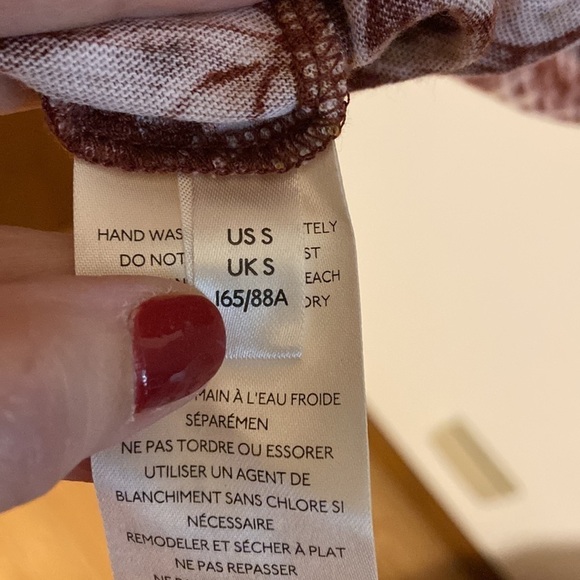 HAND WAS
DO NOT
TELY
ST
EACH
DRY
US S
UK S
165/88A
MAIN À L'EAU FROIDE
SÉPARÉMEN
NE PAS TORDRE OU ESSORER
UTILISER UN AGENT DE
BLANCHIMENT SANS CHLORE SI
NÉCESSAIRE
REMODELER ET SÉCHER À PLAT
NE PAS REPASSER